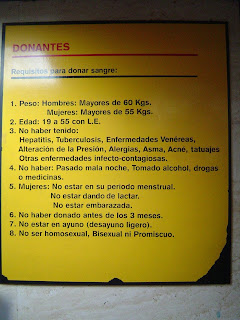 DONANTES
Requisitos para donar sangre:
1. Peso: Hombres: Mayores de 60 Kgs.
Mujeres: Mayores de 55 Kgs.
2. Edad: 19 a 55 con L.E.
3. No haber tenido:
Hepatitis, Tuberculosis, Enfermedades Venéreas,
Alteración de la Presión, Alergias, Asma, Acné, tatuajes
Otras enfermedades infecto-contagiosas.
4. No haber: Pasado mala noche, Tomado alcohol, drogas
o medicinas.
5. Mujeres: No estar en su periodo menstrual.
No estar dando de lactar.
No estar embarazada.
6. No haber donado antes de los 3 meses.
7. No estar en ayuno (desayuno ligero).
8. No ser homosexual, Bisexual ni Promiscuo.